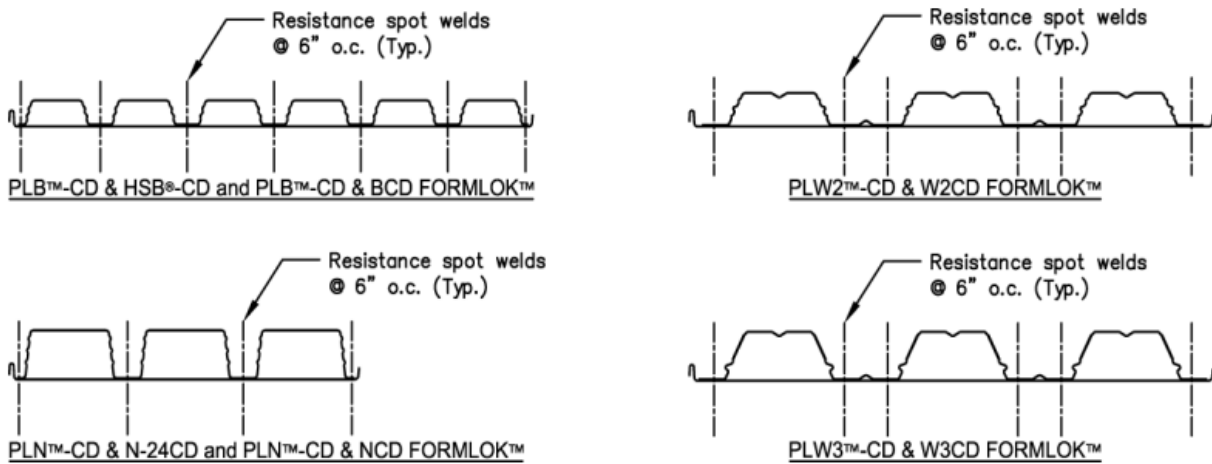 Resistance spot welds
@ 6" o.c. (Typ.)
PLB™-CD & HSB®-CD and PLB™-CD & BCD FORMLOK™
Resistance spot welds
@ 6" o.c. (Typ.)
PLW2™-CD & W2CD FORMLOK™
Resistance spot welds
@ 6" o.c. (Typ.)
PLN™-CD & N-24CD and PLN™-CD & NCD FORMLOK™
Resistance spot welds
@ 6" o.c. (Typ.)
PLW3™-CD & W3CD FORMLOK™